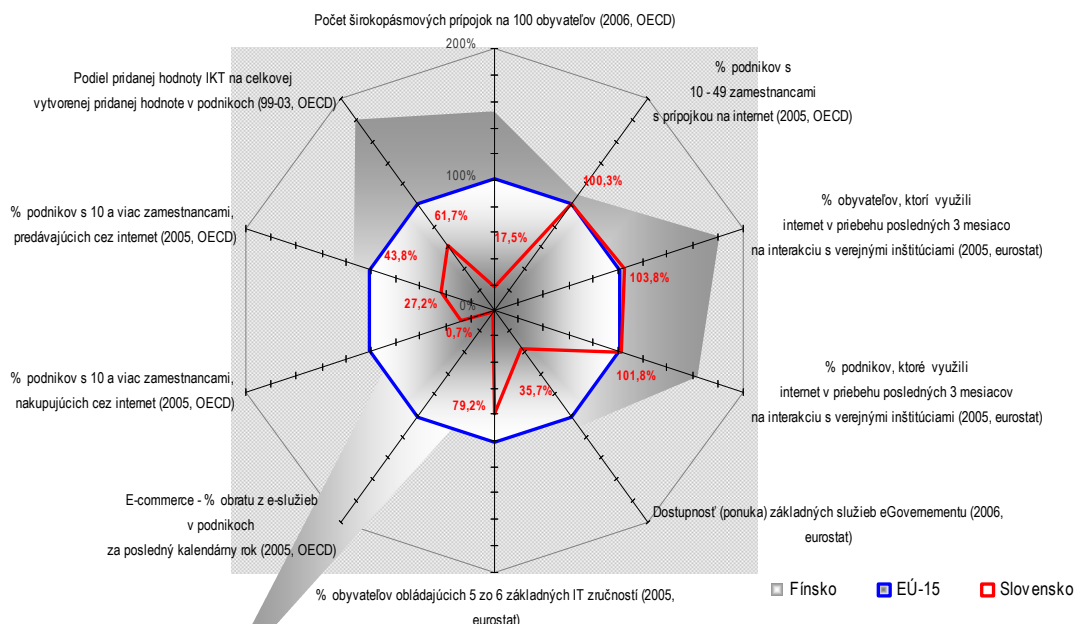 Počet širokopásmových prípojok na 100 obyvateľov (2006, OECD)
200%
Podiel pridanej hodnoty IKT na celkovej
vytvorenej pridanej hodnote v podnikoch (99-03, OECD)
% podnikov s
10 - 49 zamestnancami
s prípojkou na internet (2005, OECD)
100%
100,3%
61,7%
17,5%
% podnikov s 10 a viac zamestnancami,
predávajúcich cez internet (2005, OECD)
% obyvateľov, ktorí využili
internet v priebehu posledných 3 mesiaco
na interakciu s verejnými inštitúciami (2005, eurostat)
43,8%
103,8%
27,2%
0%
0,7%
% podnikov s 10 a viac zamestnancami,
nakupujúcich cez internet (2005, OECD)
101,8%
35,7%
79,2%
% podnikov, ktoré využili
internet v priebehu posledných 3 mesiacov
na interakciu s verejnými inštitúciami (2005, eurostat)
E-commerce - % obratu z e-služieb
v podnikoch
za posledný kalendárny rok (2005, OECD)
Dostupnosť (ponuka) základných služieb eGovernementu (2006,
eurostat)
% obyvateľov obládajúcich 5 zo 6 základných IT zručností (2005,
eurostat)
Fínsko
EÚ-15
Slovensko